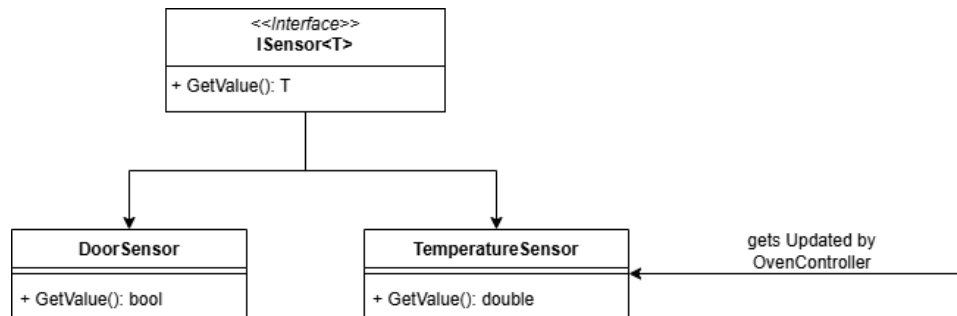 <<Interface>>
ISensor<T>
+ GetValue(): T
DoorSensor
+ GetValue(): bool
TemperatureSensor
+ GetValue(): double
gets Updated by
OvenController